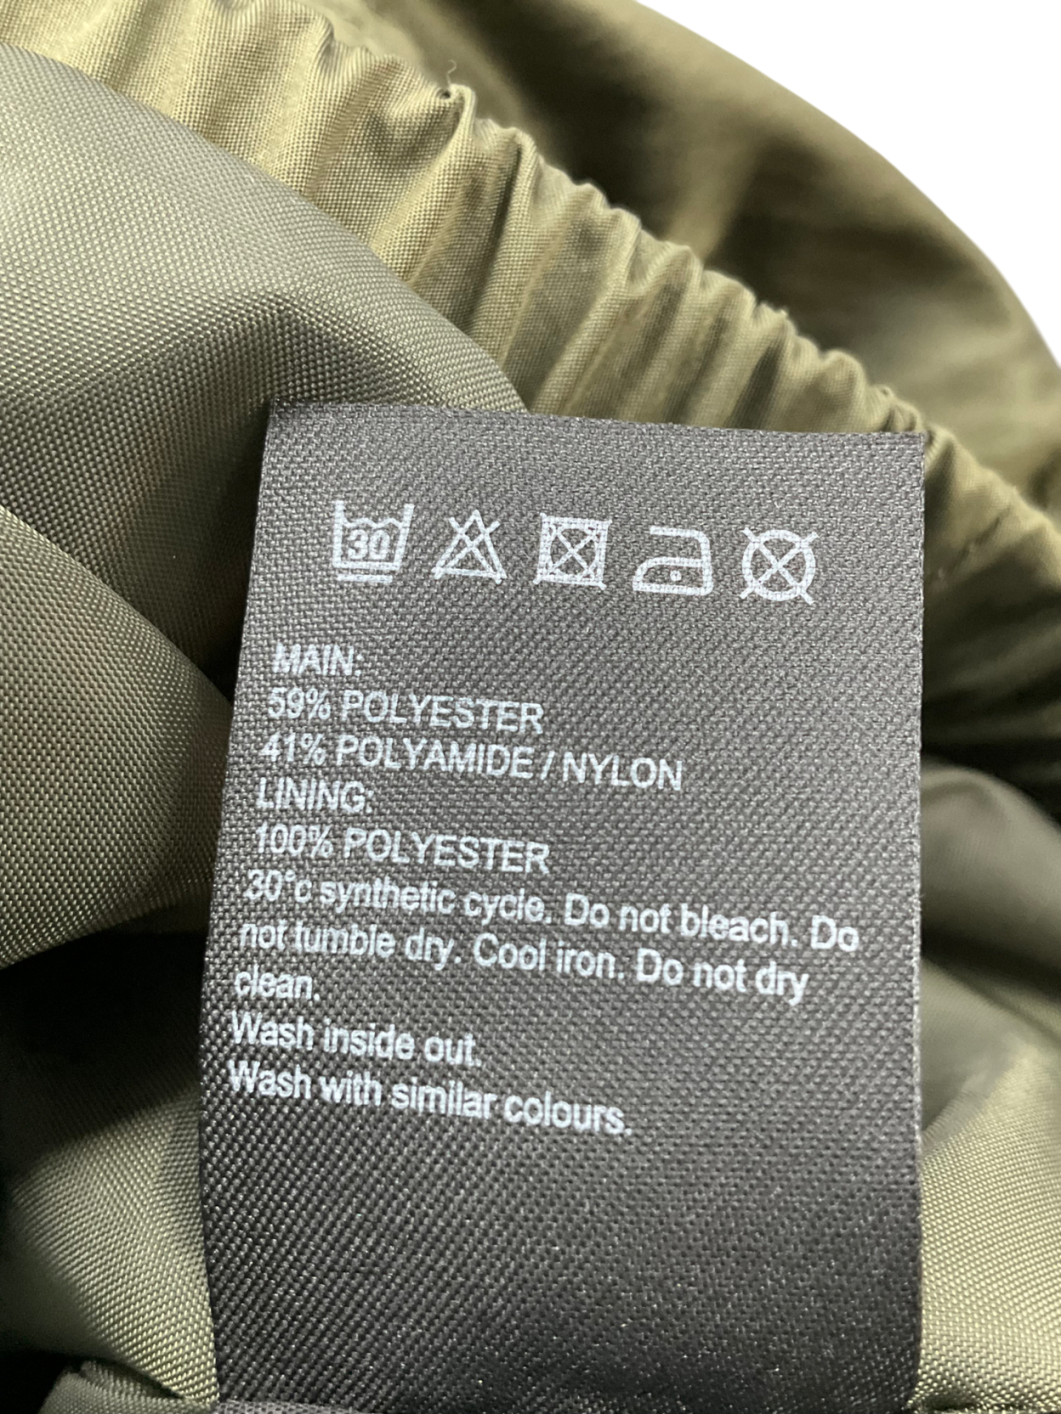 30
MAIN:
59% POLYESTER
41% POLYAMIDE / NYLON
LINING:
100% POLYESTER
30°c synthetic cycle. Do not bleach. Do
not tumble dry. Cool iron. Do not dry
clean.
Wash inside out.
Wash with similar colours.